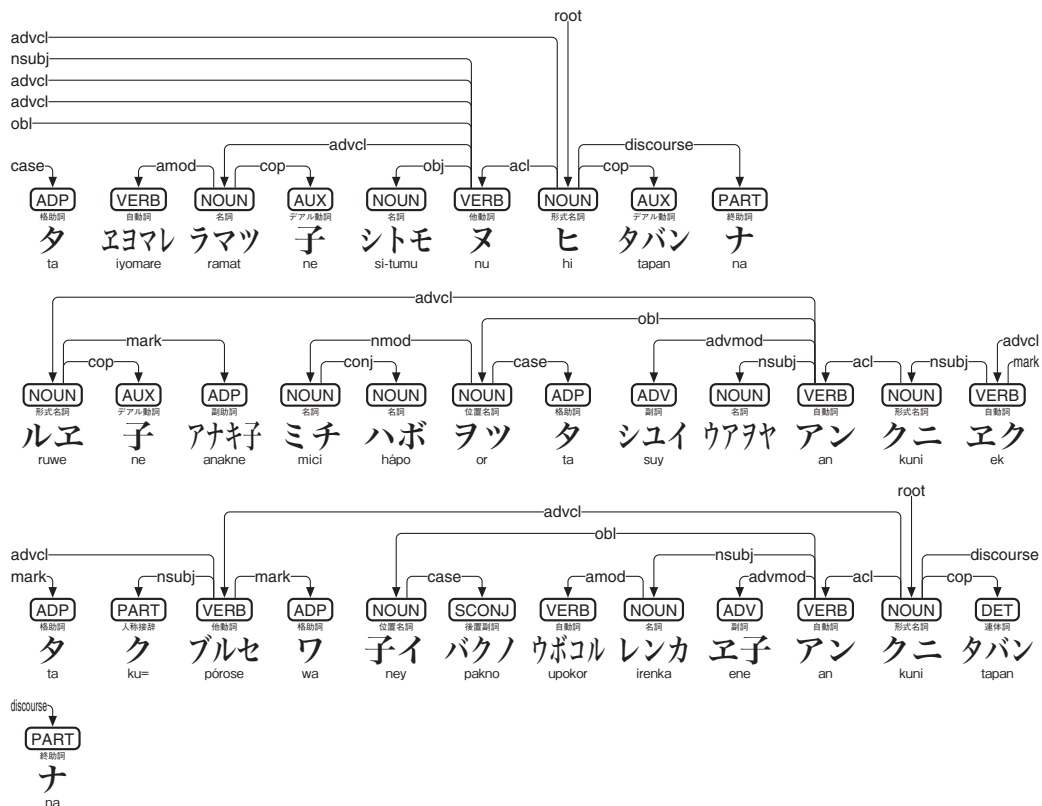 root
advcl
nsubj
advcl
advcl
obl
advcl discourse
case amod cop obj acl cop
ADP VERB NOUN AUX NOUN VERB NOUN AUX PART
格助詞 自動詞 名詞 デアル動詞 名詞 他動詞 形式名詞 デアル動詞 終助詞
タ ヱヨマレ ラマツ 子 シトモ ヌ ヒ タバン ナ
ta iyomare ramat ne si-tumu nu hi tapan na
advcl
obl
mark nmod advmod advcl
cop conj case nsubj acl nsubj mark
NOUN AUX ADP NOUN NOUN NOUN ADP ADV NOUN VERB NOUN VERB
形式名詞 デアル動詞 副助詞 名詞 名詞 位置名詞 格助詞 副詞 名詞 自動詞 形式名詞 自動詞
ルヱ 子 アナキ子 ミチ ハボ ヲツ タ シユイ ウアヲヤ アン クニ ヱク
ruwe ne anakne mici hápo or ta suy an kuni ek
root
advcl
obl
advcl nsubj discourse
mark nsubj mark case amod advmod acl cop
ADP PART VERB ADP NOUN SCONJ VERB NOUN ADV VERB NOUN DET
格助詞 人称接辞 他動詞 格助詞 位置名詞 後置副詞 自動詞 名詞 副詞 自動詞 形式名詞 連体詞
タ ク ブルセ ワ 子イ バクノ ウボコル レンカ ヱ子 アン クニ タバン
ta ku= pórose wa ney pakno upokor irenka ene an kuni tapan
discourse
PART
終助詞
ナ
na